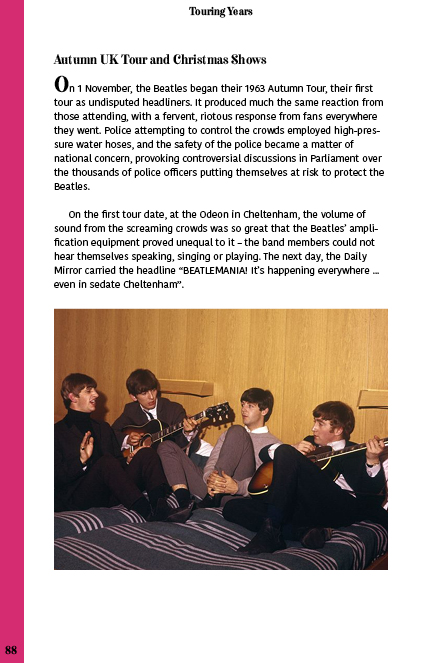 Touring Years
Autumn UK Tour and Christmas Shows
On 1 November, the Beatles began their 1963 Autumn Tour, their first
tour as undisputed headliners. It produced much the same reaction from
those attending, with a fervent, riotous response from fans everywhere
they went. Police attempting to control the crowds employed high-pres-
sure water hoses, and the safety of the police became a matter of
national concern, provoking controversial discussions in Parliament over
the thousands of police officers putting themselves at risk to protect the
Beatles.
On the first tour date, at the Odeon in Cheltenham, the volume of
sound from the screaming crowds was so great that the Beatles' ampli-
fication equipment proved unequal to it – the band members could not
hear themselves speaking, singing or playing. The next day, the Daily
Mirror carried the headline “BEATLEMANIA! It's happening everywhere ...
even in sedate Cheltenham”.
88